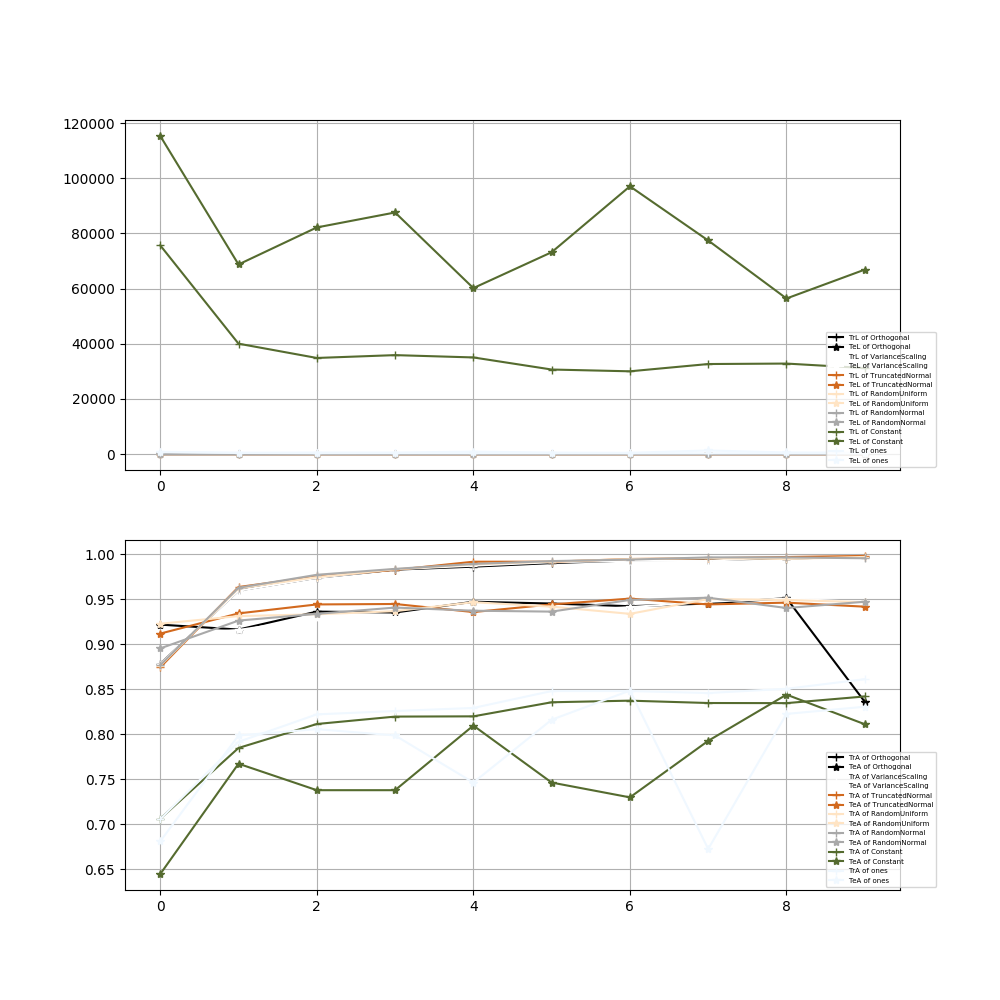 120000
100000
80000
60000
40000
20000
0
0 2 4 6 8
TrL of Orthogonal
TeL of Orthogonal
TrL of VarianceScaling
TeL of VarianceScaling
TrL of TruncatedNormal
TeL of TruncatedNormal
TrL of RandomUniform
TeL of RandomUniform
TrL of RandomNormal
TeL of RandomNormal
TrL of Constant
TeL of Constant
TrL of ones
TeL of ones
1.00
0.95
0.90
0.85
0.80
0.75
0.70
0.65
0 2 4 6 8
TrA of Orthogonal
TeA of Orthogonal
TrA of VarianceScaling
TeA of VarianceScaling
TrA of TruncatedNormal
TeA of TruncatedNormal
TrA of RandomUniform
TeA of RandomUniform
TrA of RandomNormal
TeA of RandomNormal
TrA of Constant
TeA of Constant
TrA of ones
TeA of ones